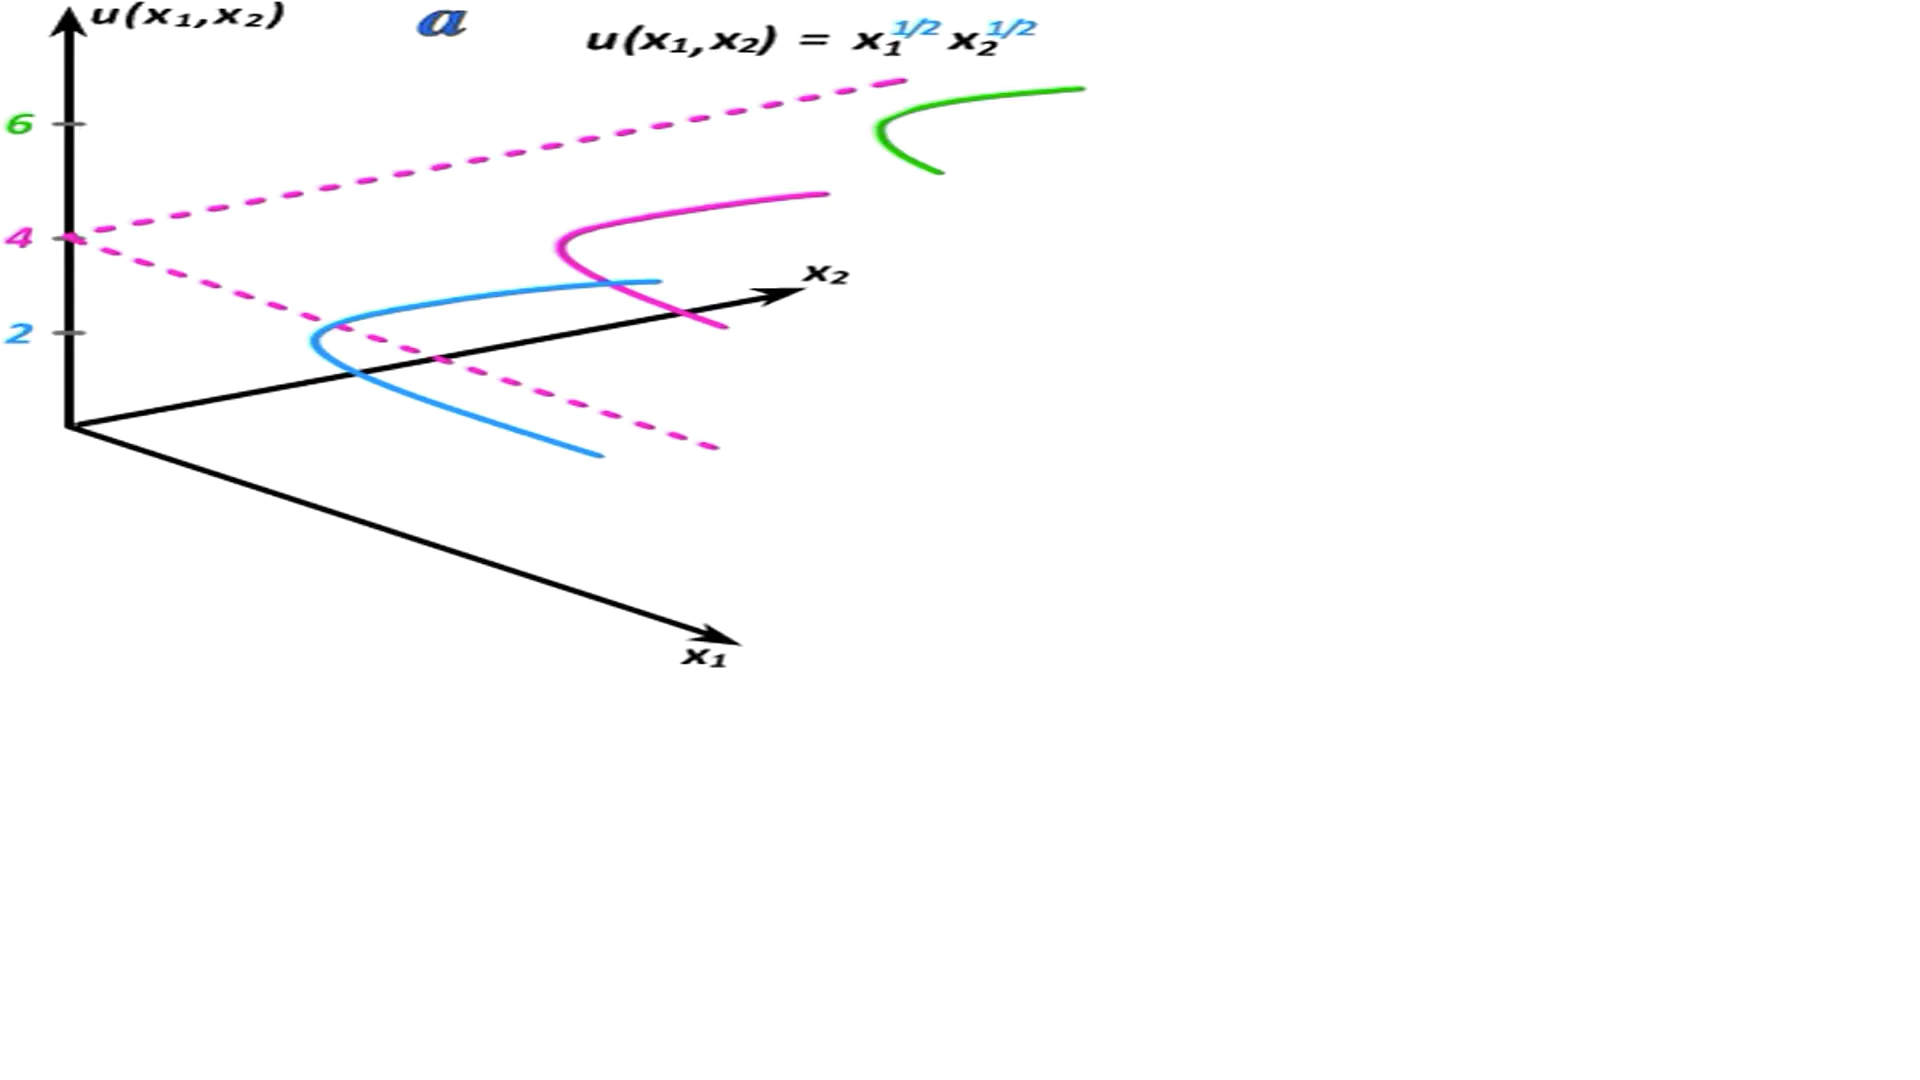 u(x₁,x₂)
a
u(x₁,x₂) = x₁^1/2 x₂^1/2
6
4
x₂
2
x₁